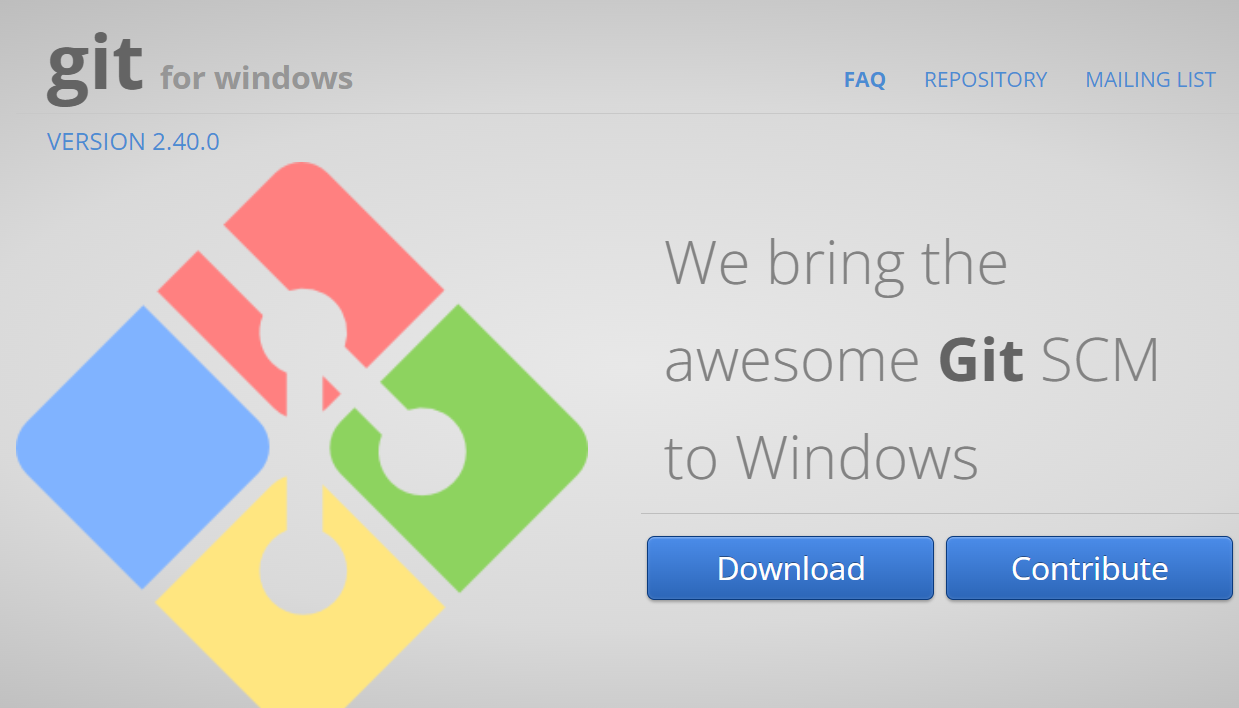 git for windows
FAQ REPOSITORY MAILING LIST
VERSION 2.40.0
We bring the
awesome Git SCM
to Windows
Download Contribute